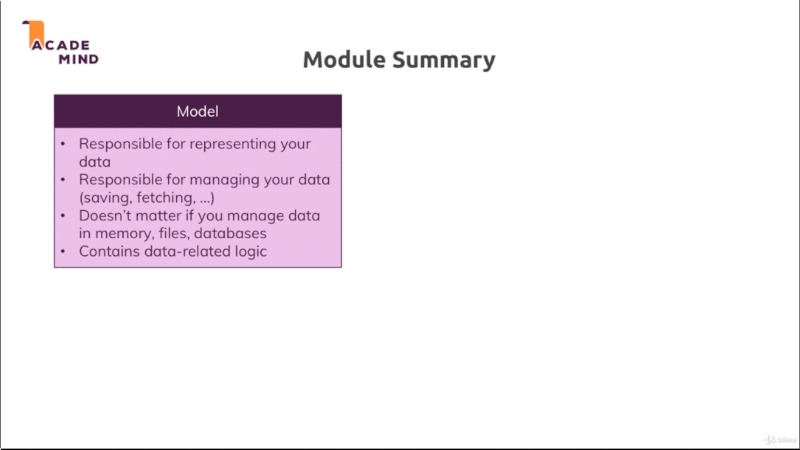 ACADE
MIND
Module Summary
Model
• Responsible for representing your
data
• Responsible for managing your data
(saving, fetching, ...)
• Doesn’t matter if you manage data
in memory, files, databases
• Contains data-related logic